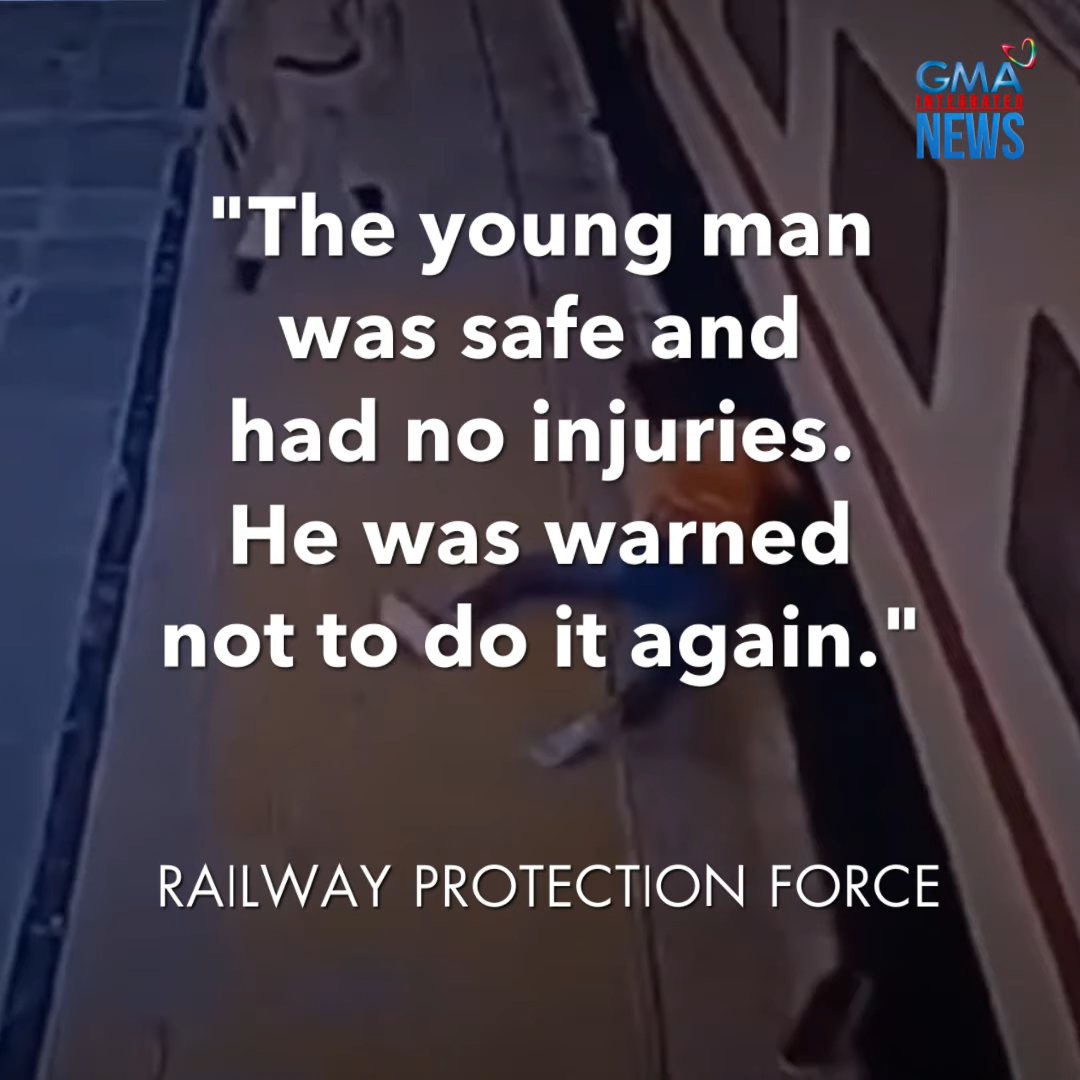 GMA
INTEGRATED
NEWS
"The young man
was safe and
had no injuries.
He was warned
not to do it again."
RAILWAY PROTECTION FORCE